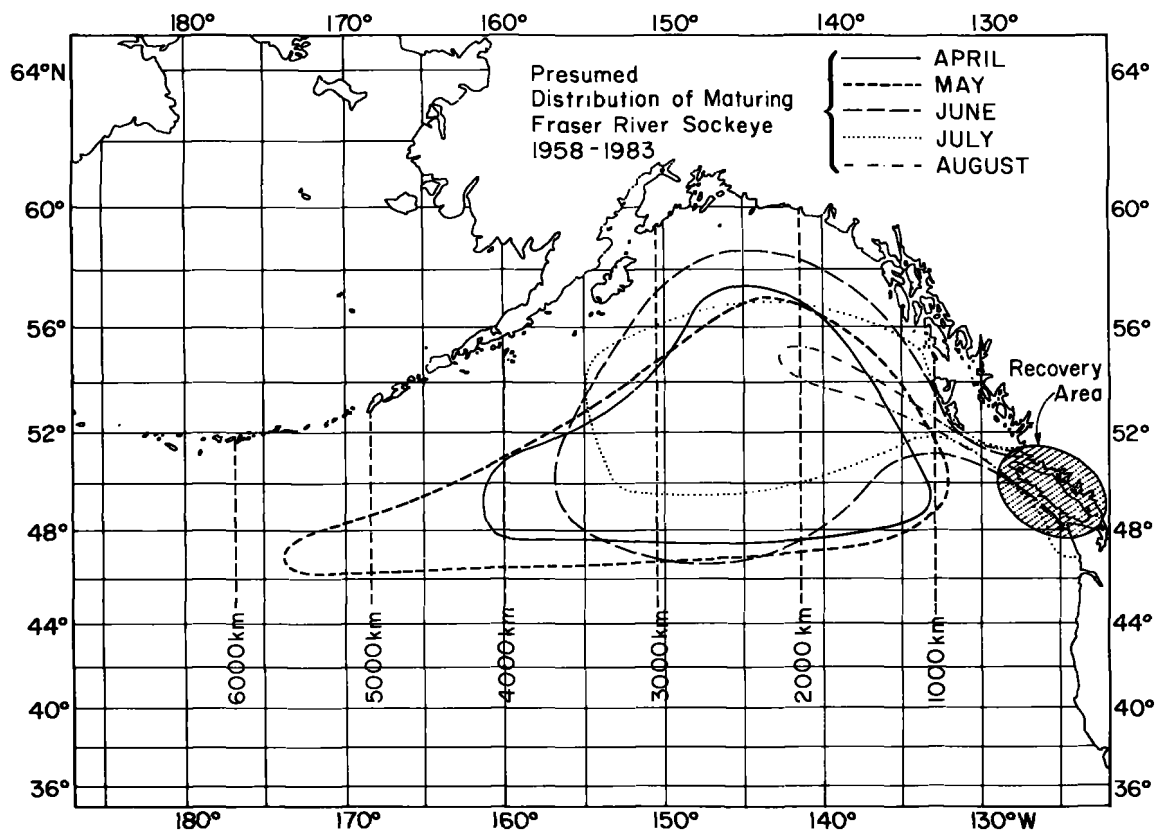 180° 170° 160° 150° 140° 130°
64°N
60°
56°
52°
48°
44°
40°
36°
Presumed
Distribution of Maturing
Fraser River Sockeye
1958-1983
APRIL
MAY
JUNE
JULY
AUGUST
64°
60°
56°
52°
48°
44°
40°
36°
Recovery
Area
6000km
5000km
4000km
3000km
2000km
1000km
180° 170° 160° 150° 140° 130°W